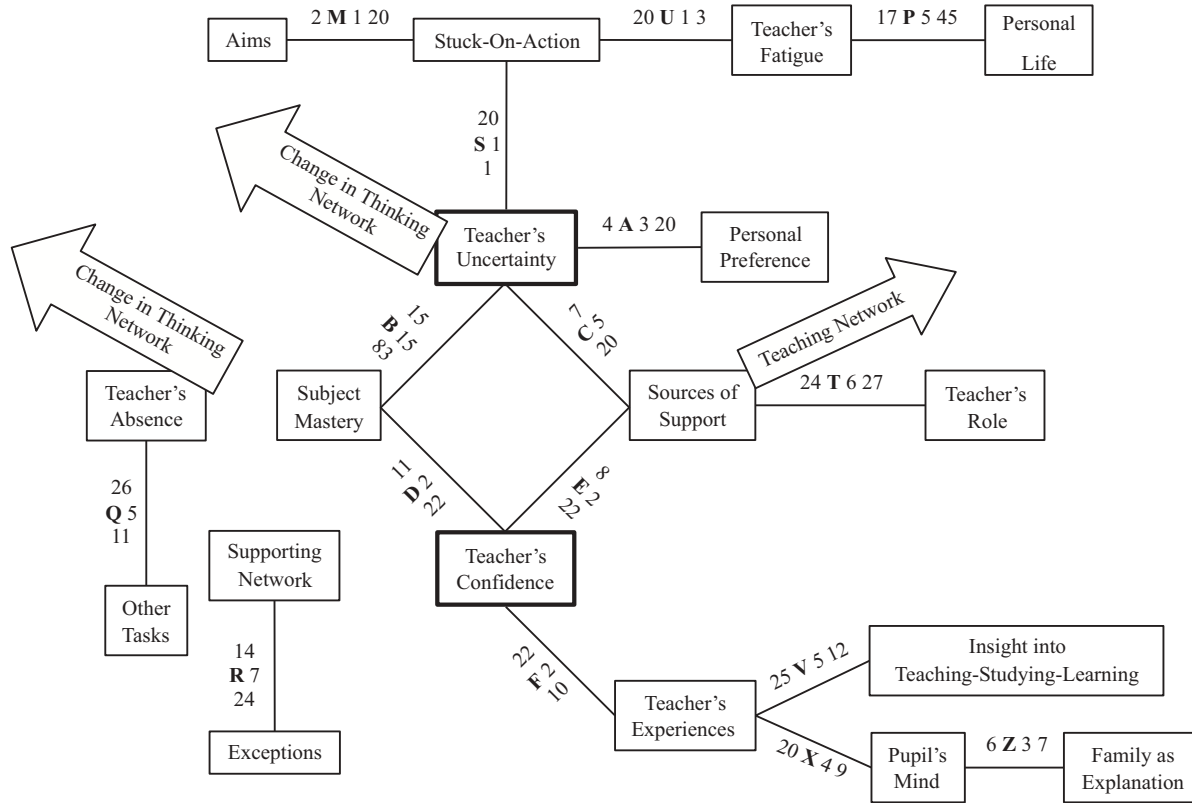 2 M 1 20
20 U 1 3
17 P 5 45
Aims
Stuck-On-Action
Teacher's
Fatigue
Personal
Life
20
S 1
1
Change in Thinking
Network
Teacher's
Uncertainty
4 A 3 20
Personal
Preference
Change in Thinking
Network
Teaching Network
15
B 15
83
7
C 5
20
Teacher's
Absence
Subject
Mastery
Sources of
Support
24 T 6 27
Teacher's
Role
11
D 2
22
8
E 2
22
26
Q 5
11
Supporting
Network
Teacher's
Confidence
Other
Tasks
14
R 7
24
22
F 2
10
Exceptions
Teacher's
Experiences
25 V 5 12
Insight into
Teaching-Studying-Learning
20 X 4 9
Pupil's
Mind
6 Z 3 7
Family as
Explanation